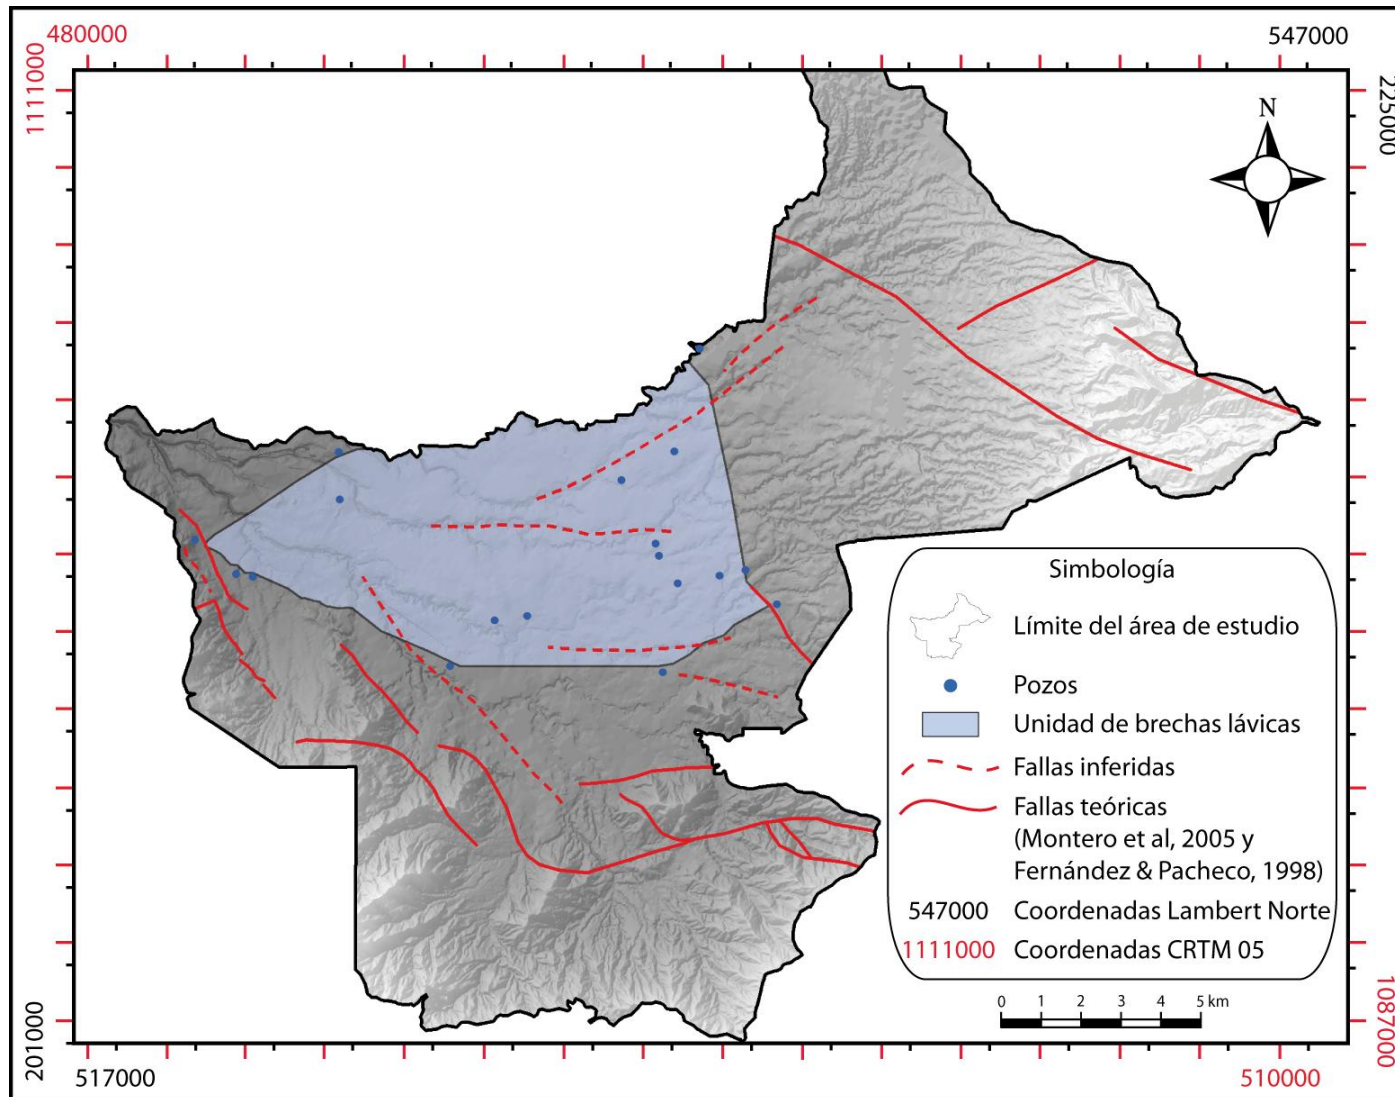 480000
547000
1111000
225000
N
Simbología
Límite del área de estudio
Pozos
Unidad de brechas lávicas
Fallas inferidas
Fallas teóricas
(Montero et al, 2005 y
Fernández & Pacheco, 1998)
547000 Coordenadas Lambert Norte
1111000 Coordenadas CRTM 05
0 1 2 3 4 5 km
201000
1087000
517000
510000